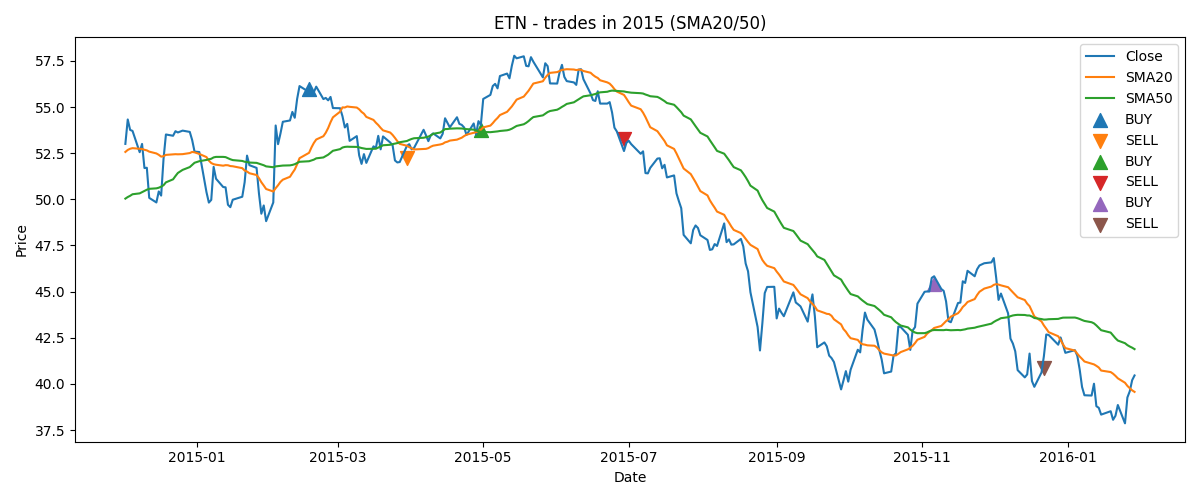 ETN - trades in 2015 (SMA20/50)
Close
SMA20
SMA50
BUY
SELL
BUY
SELL
BUY
SELL
Price
57.5
55.0
52.5
50.0
47.5
45.0
42.5
40.0
37.5
2015-01 2015-03 2015-05 2015-07 2015-09 2015-11 2016-01
Date